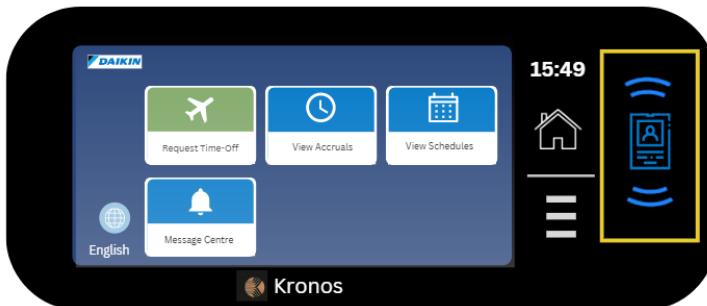 DAIKIN
15:49
Request Time-Off
View Accruals
View Schedules
Message Centre
English
Kronos